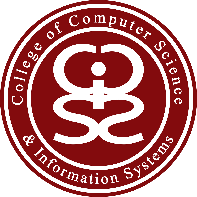 College of Computer Science
& Information Systems